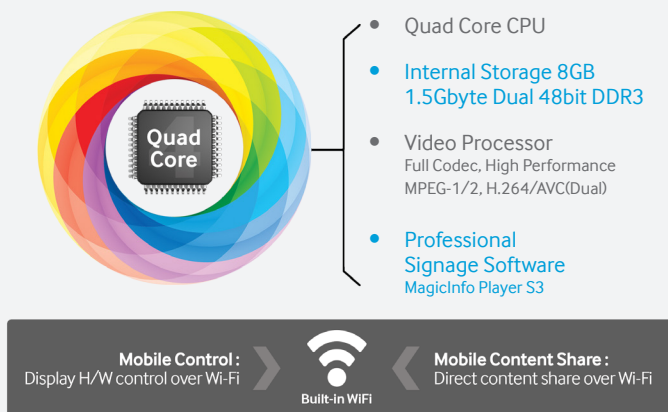 Quad
Core
Quad Core CPU
Internal Storage 8GB
1.5Gbyte Dual 48bit DDR3
Video Processor
Full Codec, High Performance
MPEG-1/2, H.264/AVC(Dual)
Professional
Signage Software
MagicInfo Player S3
Mobile Control :
Display H/W control over Wi-Fi
Built-in WiFi
Mobile Content Share :
Direct content share over Wi-Fi